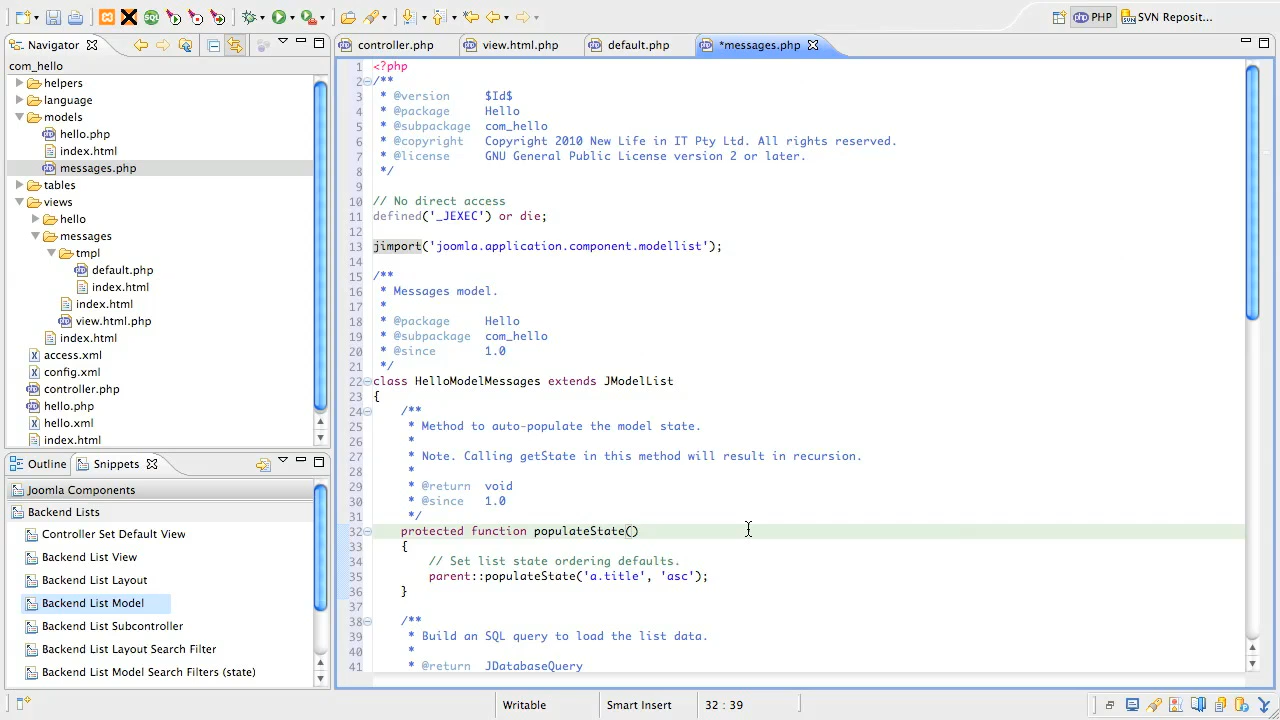 PHP
SVN Reposit...
Navigator
controller.php
view.html.php
default.php
*messages.php
com_hello
helpers
language
models
hello.php
index.html
messages.php
tables
views
hello
messages
tmpl
default.php
index.html
index.html
view.html.php
index.html
access.xml
config.xml
controller.php
hello.php
hello.xml
index.html
Outline
Snippets
Joomla Components
Backend Lists
Controller Set Default View
Backend List View
Backend List Layout
Backend List Model
Backend List Subcontroller
Backend List Layout Search Filter
Backend List Model Search Filters (state)
1 <?php
2 /**
3 * @version $Id$
4 * @package Hello
5 * @subpackage com_hello
6 * @copyright Copyright 2010 New Life in IT Pty Ltd. All rights reserved.
7 * @license GNU General Public License version 2 or later.
8 */
9
10 // No direct access
11 defined('_JEXEC') or die;
12
13 jimport('joomla.application.component.modellist');
14
15 /**
16 * Messages model.
17 *
18 * @package Hello
19 * @subpackage com_hello
20 * @since 1.0
21 */
22 class HelloModelMessages extends JModelList
23 {
24 /**
25 * Method to auto-populate the model state.
26 *
27 * Note. Calling getState in this method will result in recursion.
28 *
29 * @return void
30 * @since 1.0
31 */
32 protected function populateState()
33 {
34 // Set list state ordering defaults.
35 parent::populateState('a.title', 'asc');
36 }
37
38 /**
39 * Build an SQL query to load the list data.
40 *
41 * @return JDatabaseQuery
Writable
Smart Insert
32 : 39